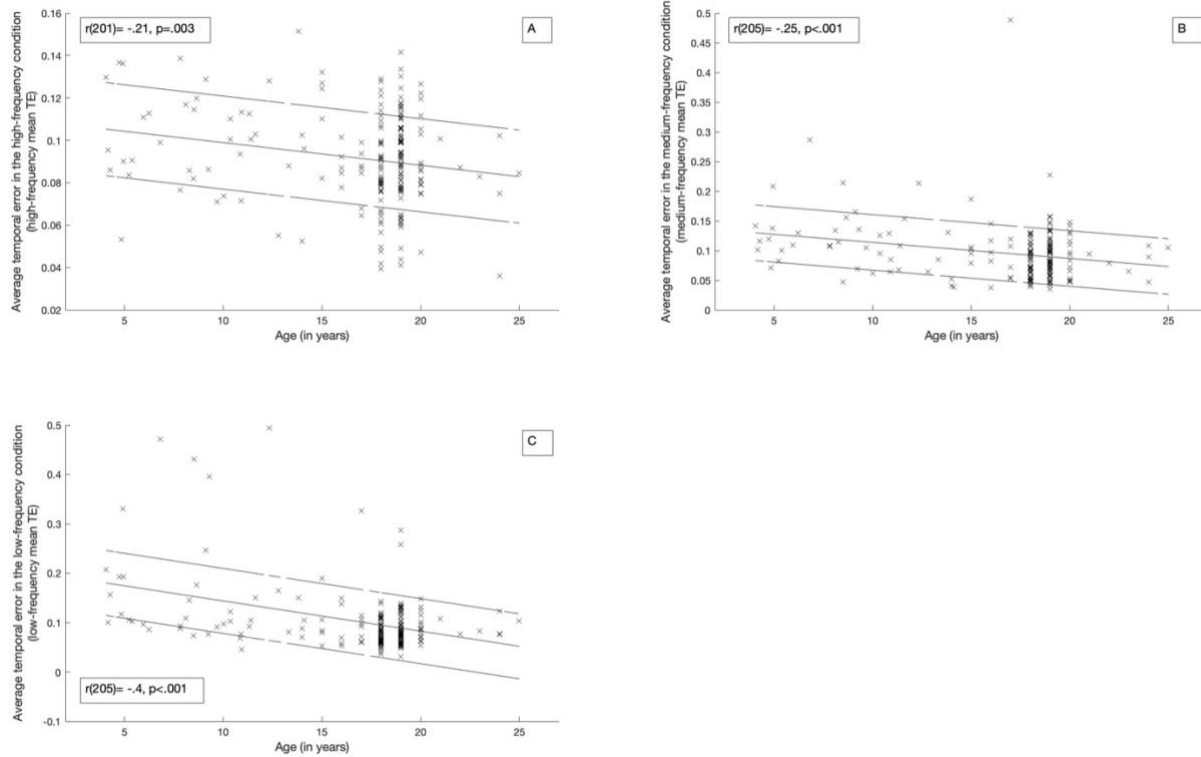 r(201)= -.21, p=.003
A
Average temporal error in the high-frequency condition
(high-frequency mean TE)
0.16
0.14
0.12
0.1
0.08
0.06
0.04
0.02
5
10
15
20
25
Age (in years)
r(205)= -.25, p<.001
B
Average temporal error in the medium-frequency condition
(medium-frequency mean TE)
0.5
0.45
0.4
0.35
0.3
0.25
0.2
0.15
0.1
0.05
0
5
10
15
20
25
Age (in years)
C
Average temporal error in the low-frequency condition
(low-frequency mean TE)
0.5
0.4
0.3
0.2
0.1
0
-0.1
r(205)= -.4, p<.001
5
10
15
20
25
Age (in years)